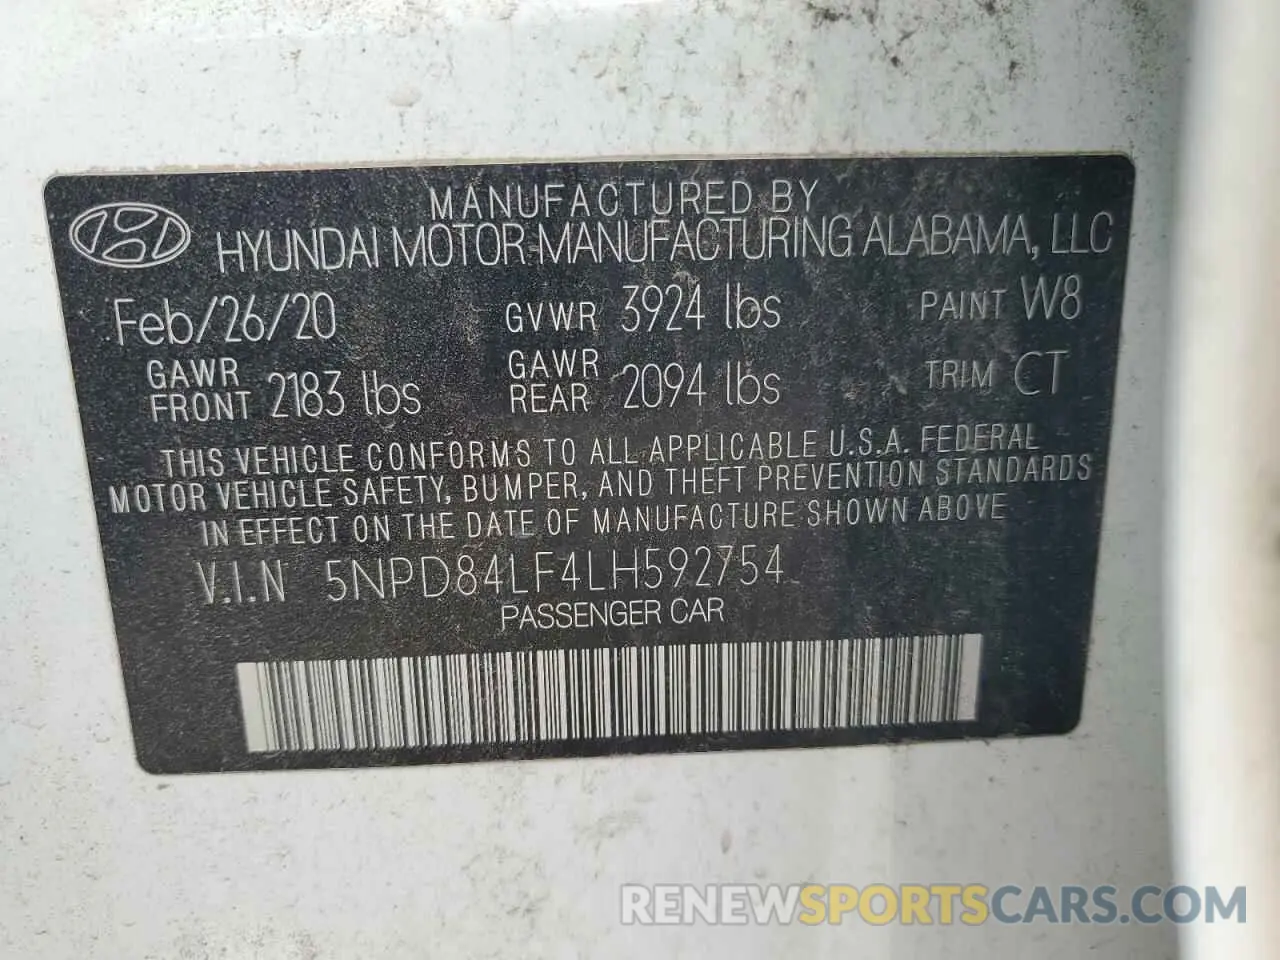 MANUFACTURED BY
HYUNDAI MOTOR MANUFACTURING ALABAMA, LLC
Feb/26/20 GVWR 3924 lbs PAINT W8
GAWR FRONT 2183 lbs GAWR REAR 2094 lbs TRIM CT
THIS VEHICLE CONFORMS TO ALL APPLICABLE U.S.A. FEDERAL
MOTOR VEHICLE SAFETY, BUMPER, AND THEFT PREVENTION STANDARDS
IN EFFECT ON THE DATE OF MANUFACTURE SHOWN ABOVE
V.I.N 5NPD84LF4LH592754
PASSENGER CAR
RENEWSPORTSCARS.COM